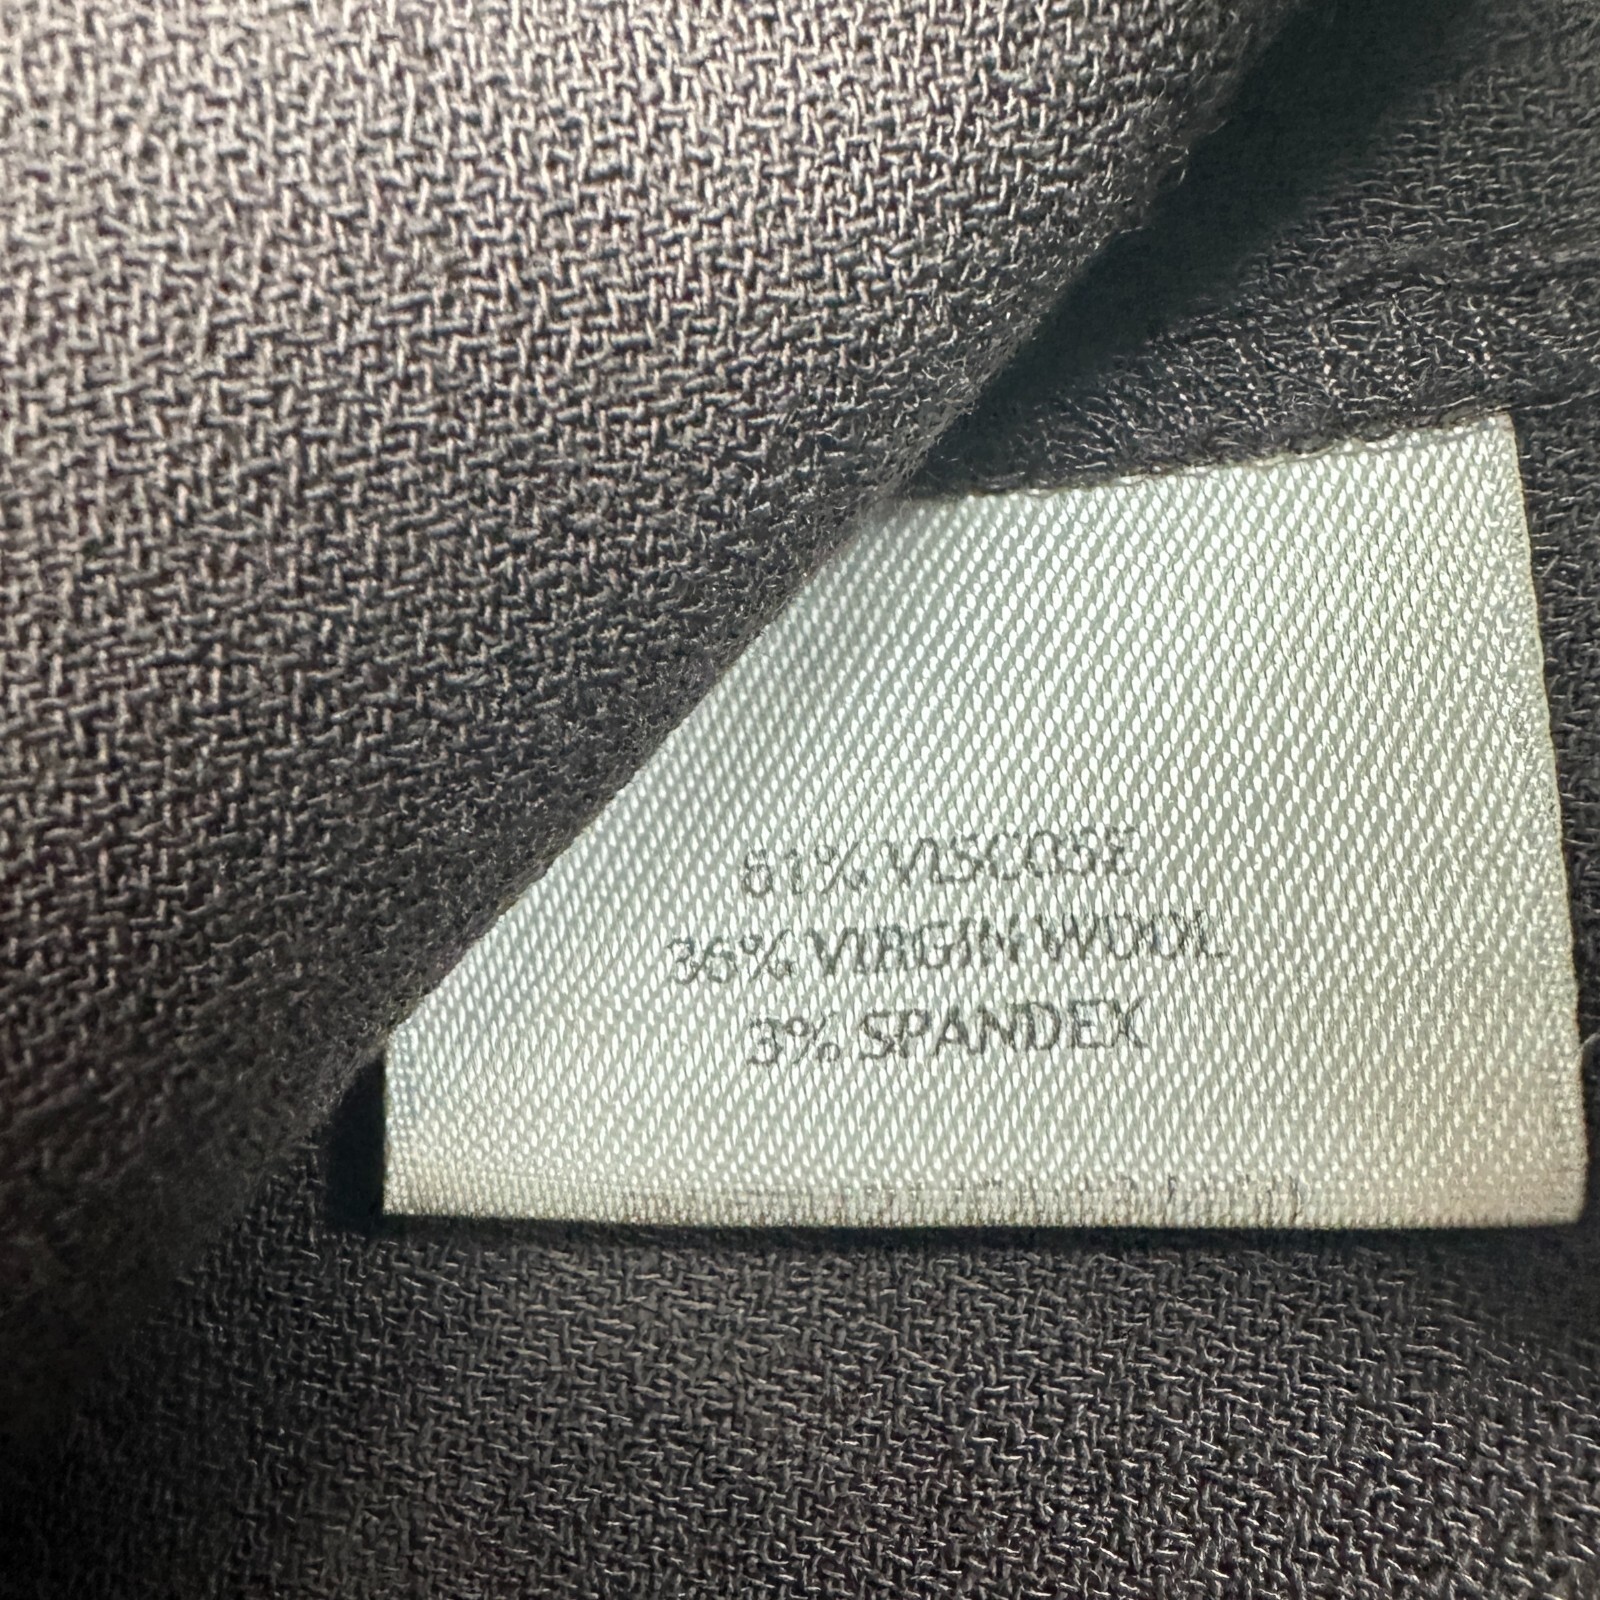 61% VISCOSE
36% VIRGIN WOOL
3% SPANDEX